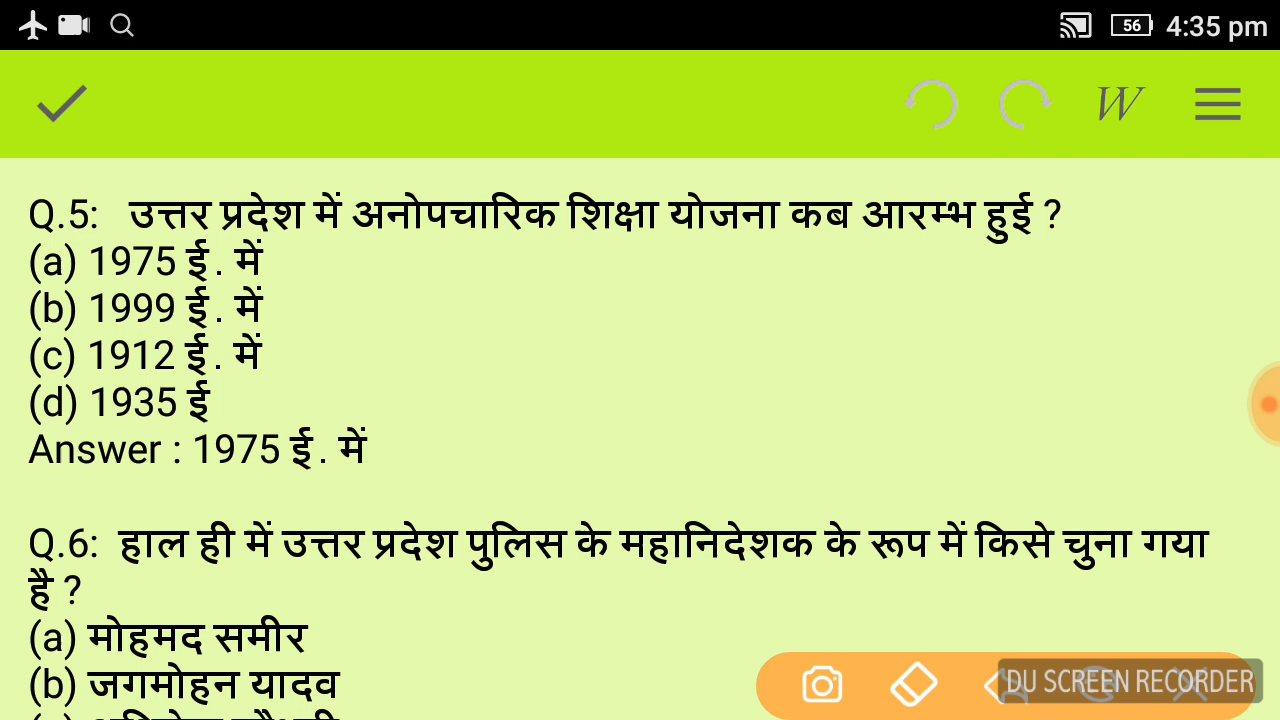 56 4:35 pm
W
Q.5: उत्तर प्रदेश में अनोपचारिक शिक्षा योजना कब आरम्भ हुई ?
(a) 1975 ई . में
(b) 1999 ई . में
(c) 1912 ई . में
(d) 1935 ई
Answer : 1975 ई . में
Q.6: हाल ही में उत्तर प्रदेश पुलिस के महानिदेशक के रूप में किसे चुना गया
है ?
(a) मोहमद समीर
(b) जगमोहन यादव
DU SCREEN RECORDER